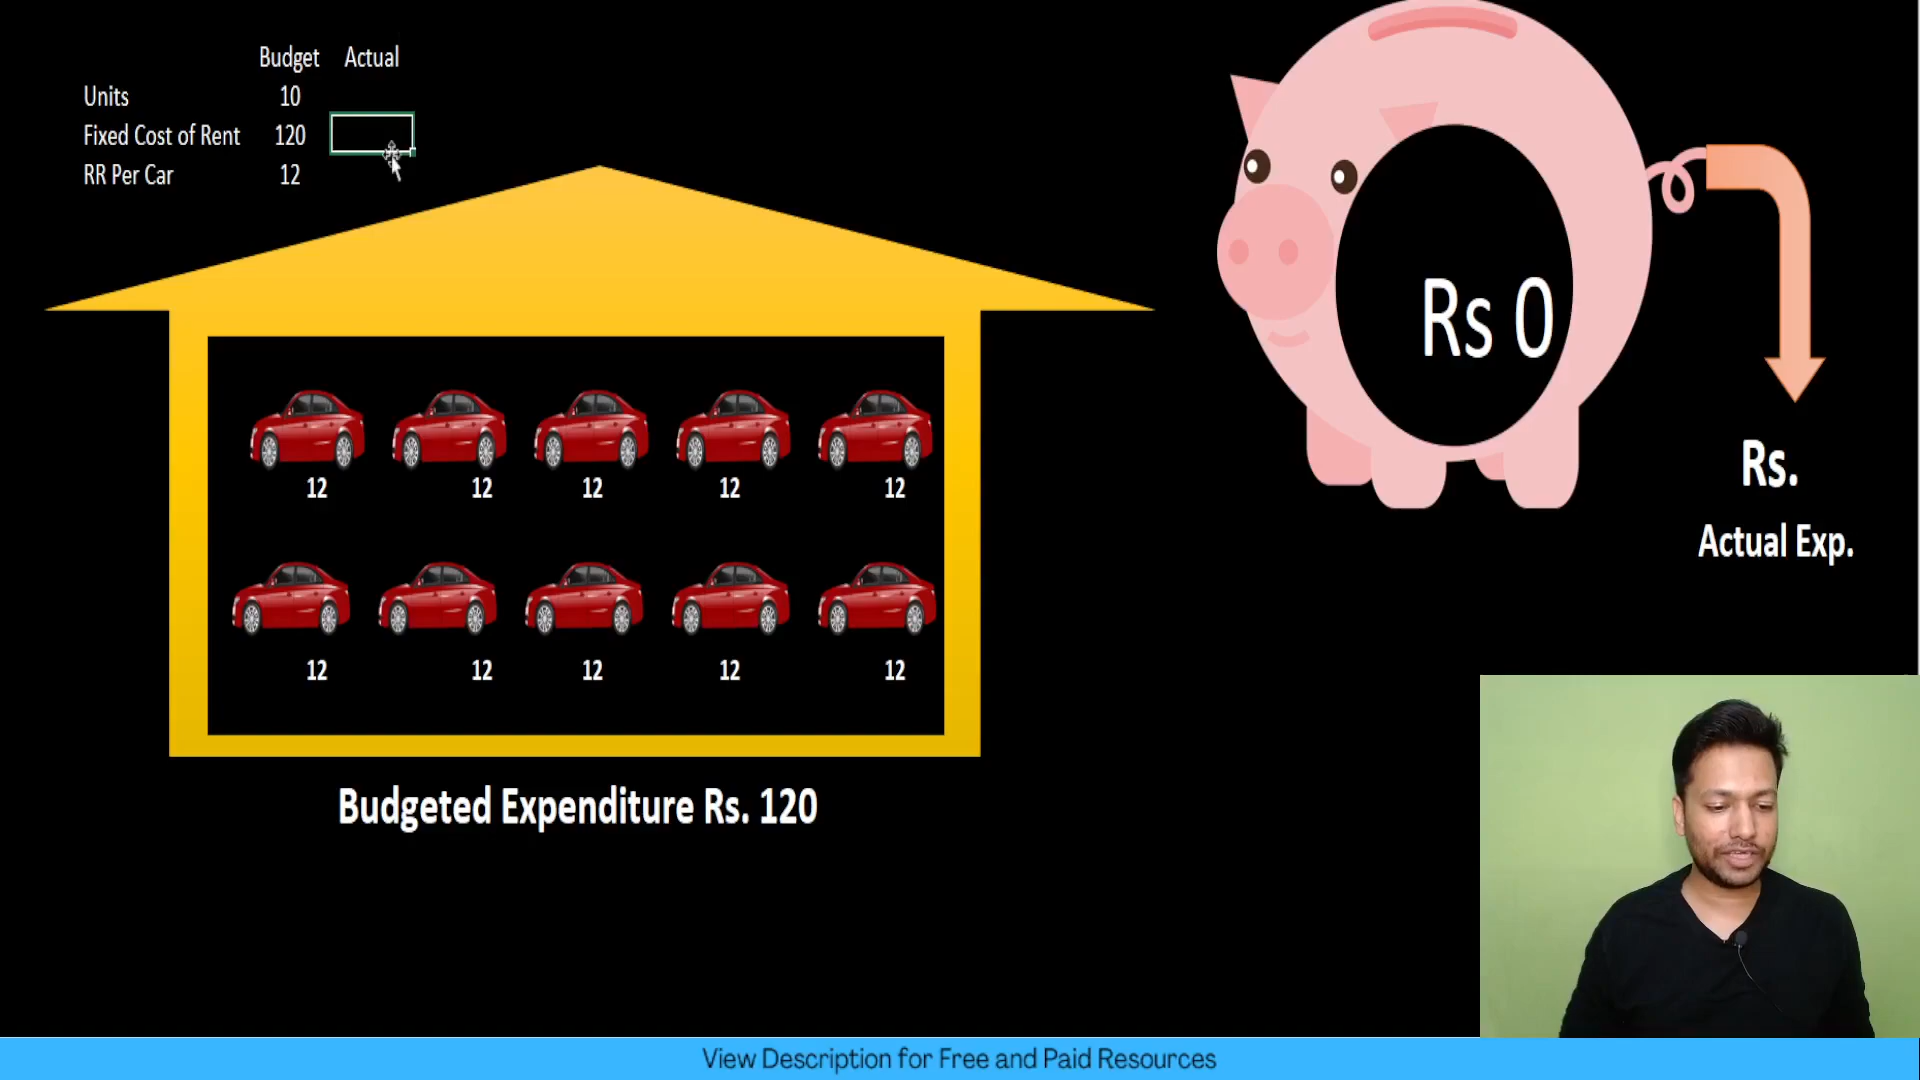 Budget Actual
Units 10
Fixed Cost of Rent 120
RR Per Car 12
Rs 0
12 12 12 12 12
12 12 12 12 12
Budgeted Expenditure Rs. 120
Rs.
Actual Exp.
View Description for Free and Paid Resources